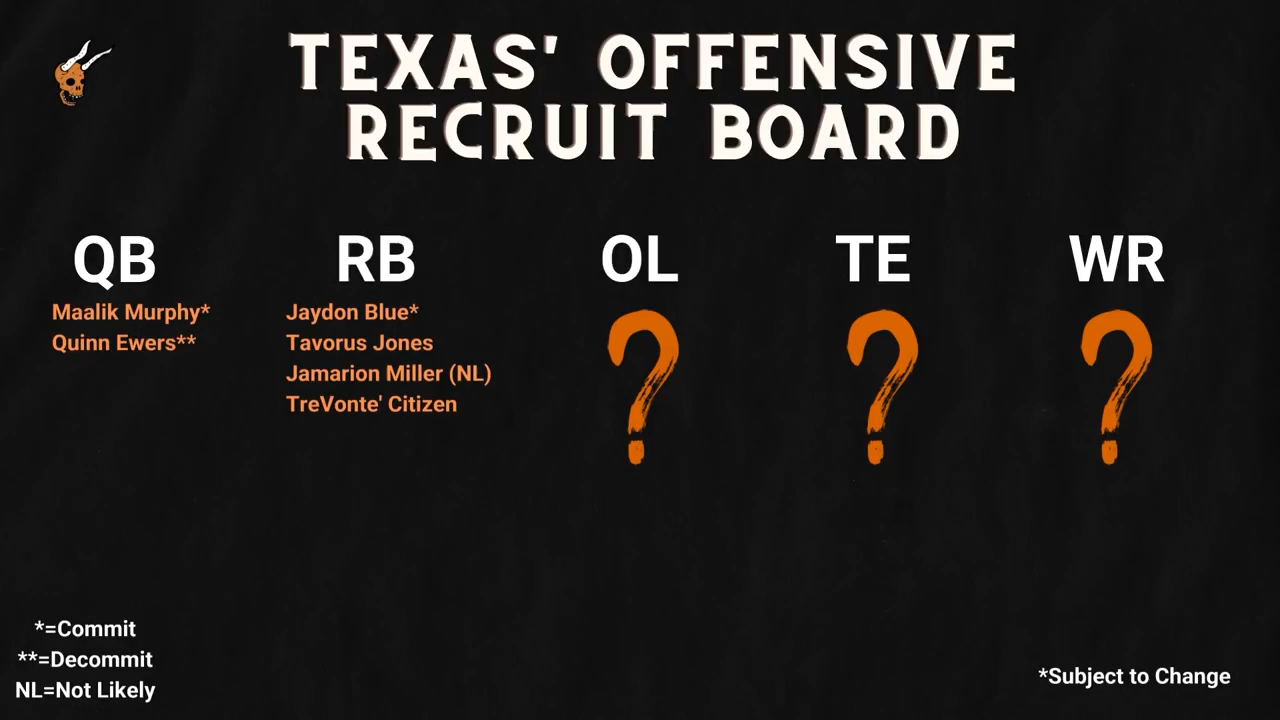 TEXAS' OFFENSIVE
RECRUIT BOARD
QB
Maalik Murphy*
Quinn Ewers**
RB
Jaydon Blue*
Tavorus Jones
Jamarion Miller (NL)
TreVonte' Citizen
OL
?
TE
?
WR
?
*=Commit
**=Decommit
NL=Not Likely
*Subject to Change